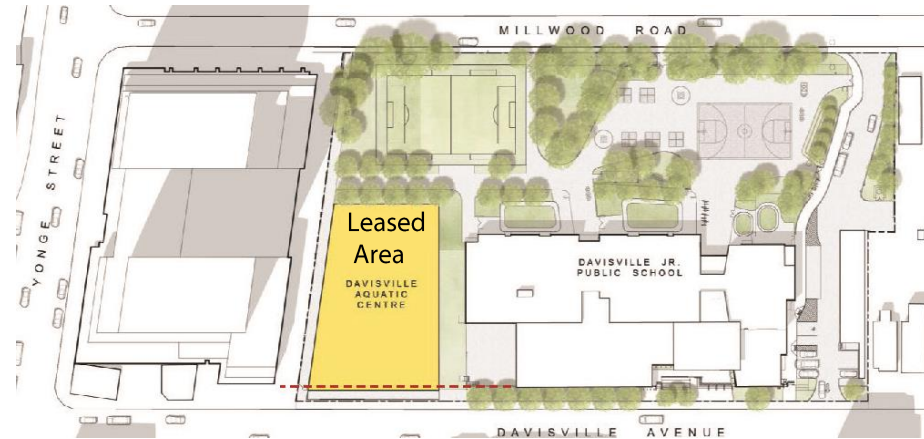 MILLWOOD ROAD
YONGE STREET
Leased
Area
DAVISVILLE
AQUATIC
CENTRE
DAVISVILLE JR.
PUBLIC SCHOOL
DAVISVILLE AVENUE